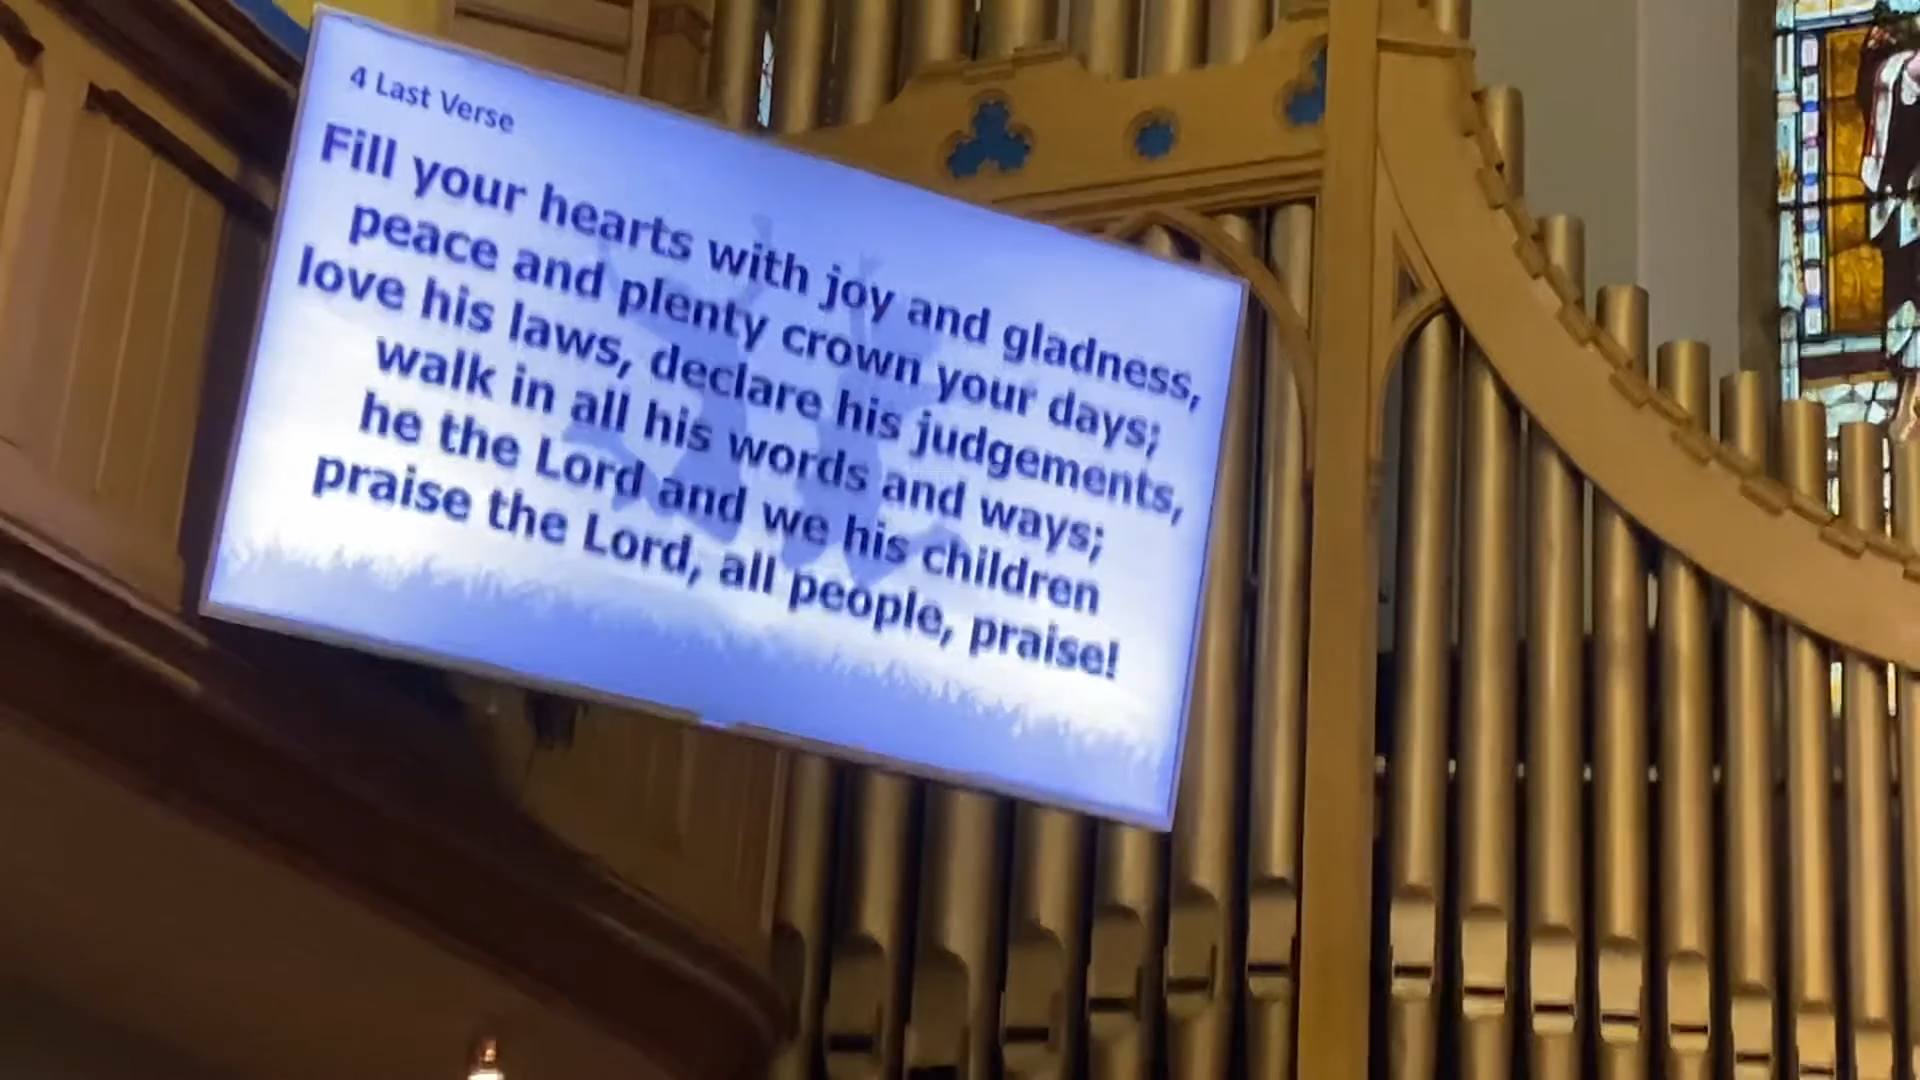 4 Last Verse
Fill your hearts with joy and gladness,
peace and plenty crown your days;
love his laws, declare his judgements,
walk in all his words and ways;
he the Lord and we his children
praise the Lord, all people, praise!